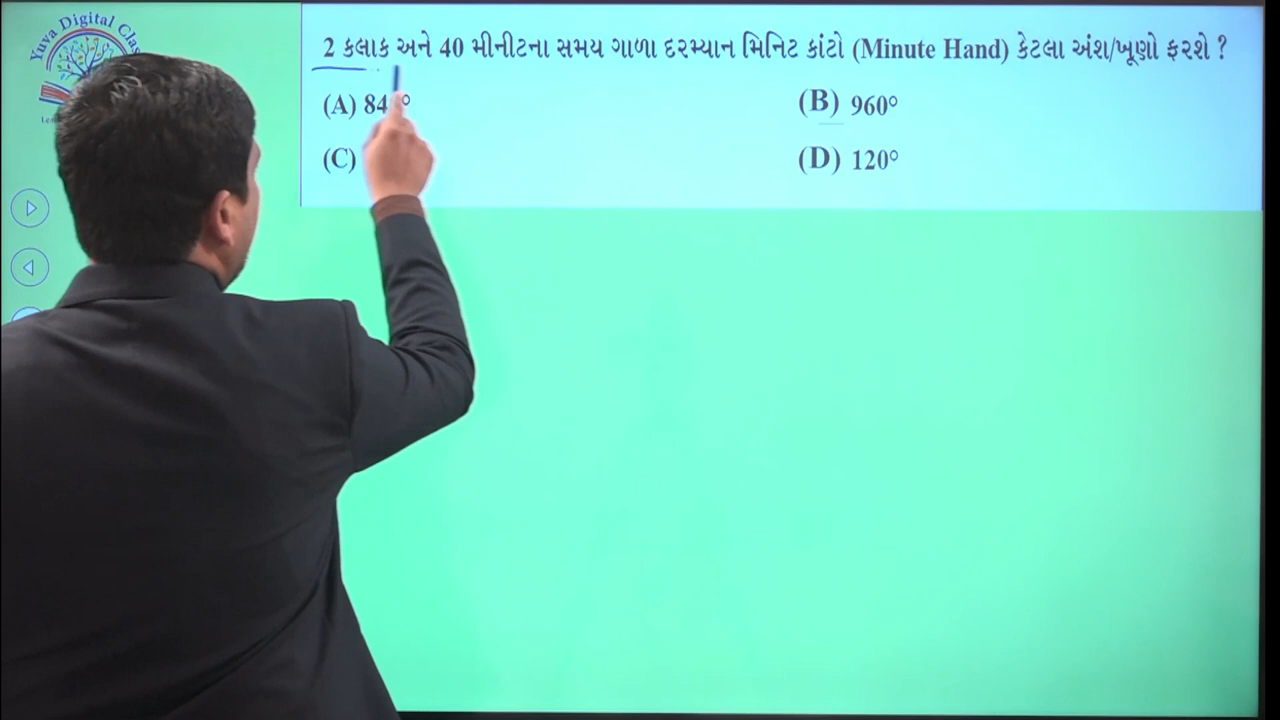 Yuva Digital Clas
2 કલાક અને 40 મીનીટના સમય ગાળા દરમ્યાન મિનિટ કાંટો (Minute Hand) કેટલા અંશ/ખૂણો ફરશે ?
(A) 84 °
(B) 960°
(C)
(D) 120°